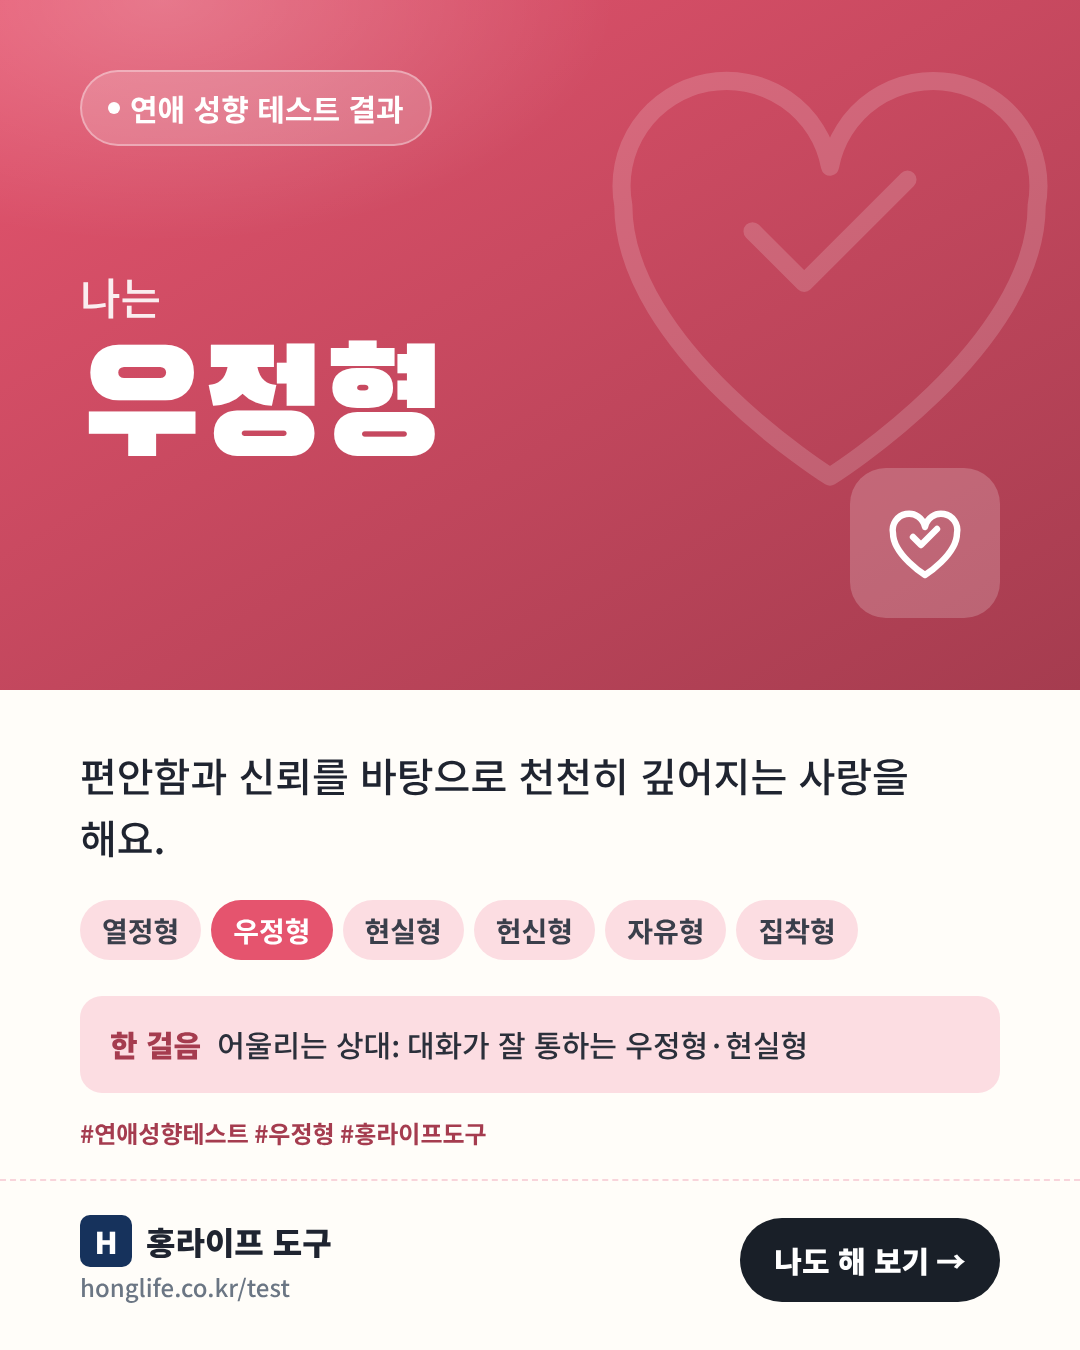 연애 성향 테스트 결과
나는
우정형
편안함과 신뢰를 바탕으로 천천히 깊어지는 사랑을
해요.
열정형 우정형 현실형 헌신형 자유형 집착형
한 걸음 어울리는 상대: 대화가 잘 통하는 우정형·현실형
#연애성향테스트 #우정형 #홍라이프도구
H 홍라이프 도구
honglife.co.kr/test
나도 해 보기 →